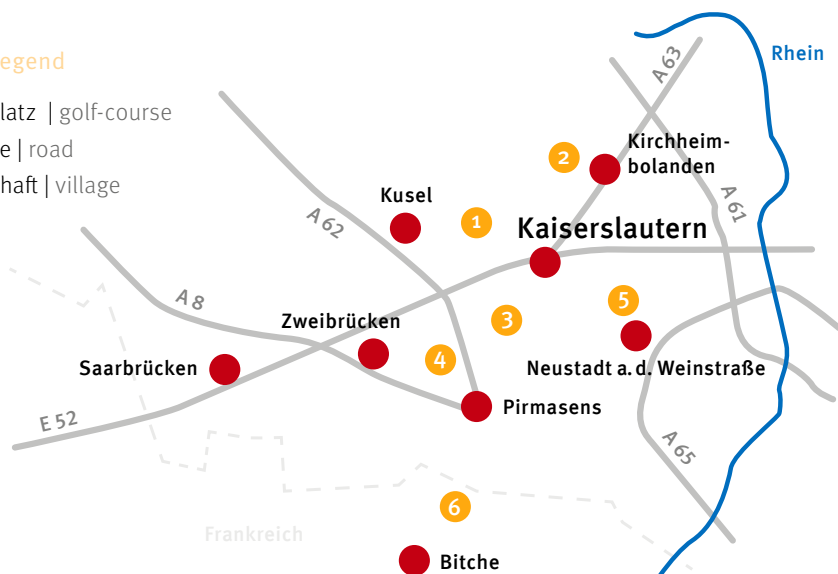 egend
latz | golf-course
e | road
haft | village
Rhein
A 63
Kirchheim-
bolanden
2
Kusel
1
A 62
A 61
Kaiserslautern
A 8
5
3
Zweibrücken
4
Saarbrücken
Neustadt a. d. Weinstraße
Pirmasens
E 52
A 65
6
Frankreich
Bitche